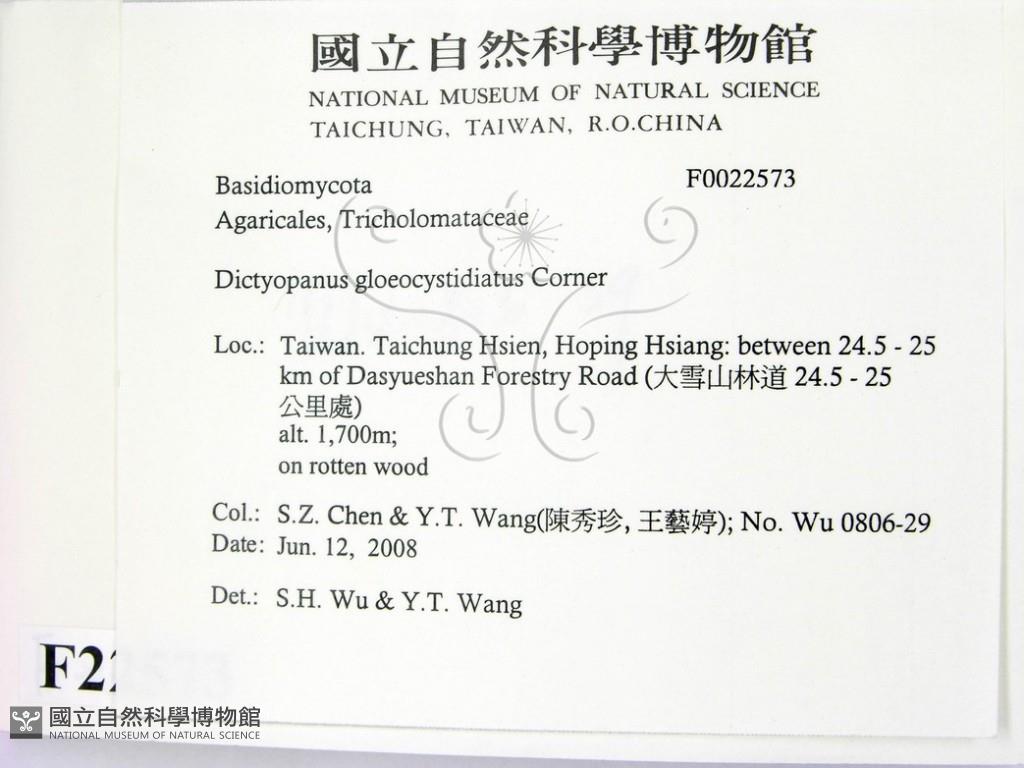 國立自然科學博物館
NATIONAL MUSEUM OF NATURAL SCIENCE
TAICHUNG, TAIWAN, R.O.CHINA
Basidiomycota F0022573
Agaricales, Tricholomataceae
Dictyopanus gloeocystidiatus Corner
Loc.: Taiwan. Taichung Hsien, Hoping Hsiang: between 24.5 - 25
km of Dasyueshan Forestry Road (大雪山林道 24.5 - 25
公里處)
alt. 1,700m;
on rotten wood
Col.: S.Z. Chen & Y.T. Wang(陳秀珍, 王藝婷); No. Wu 0806-29
Date: Jun. 12, 2008
Det.: S.H. Wu & Y.T. Wang
F22573
國立自然科學博物館
NATIONAL MUSEUM OF NATURAL SCIENCE